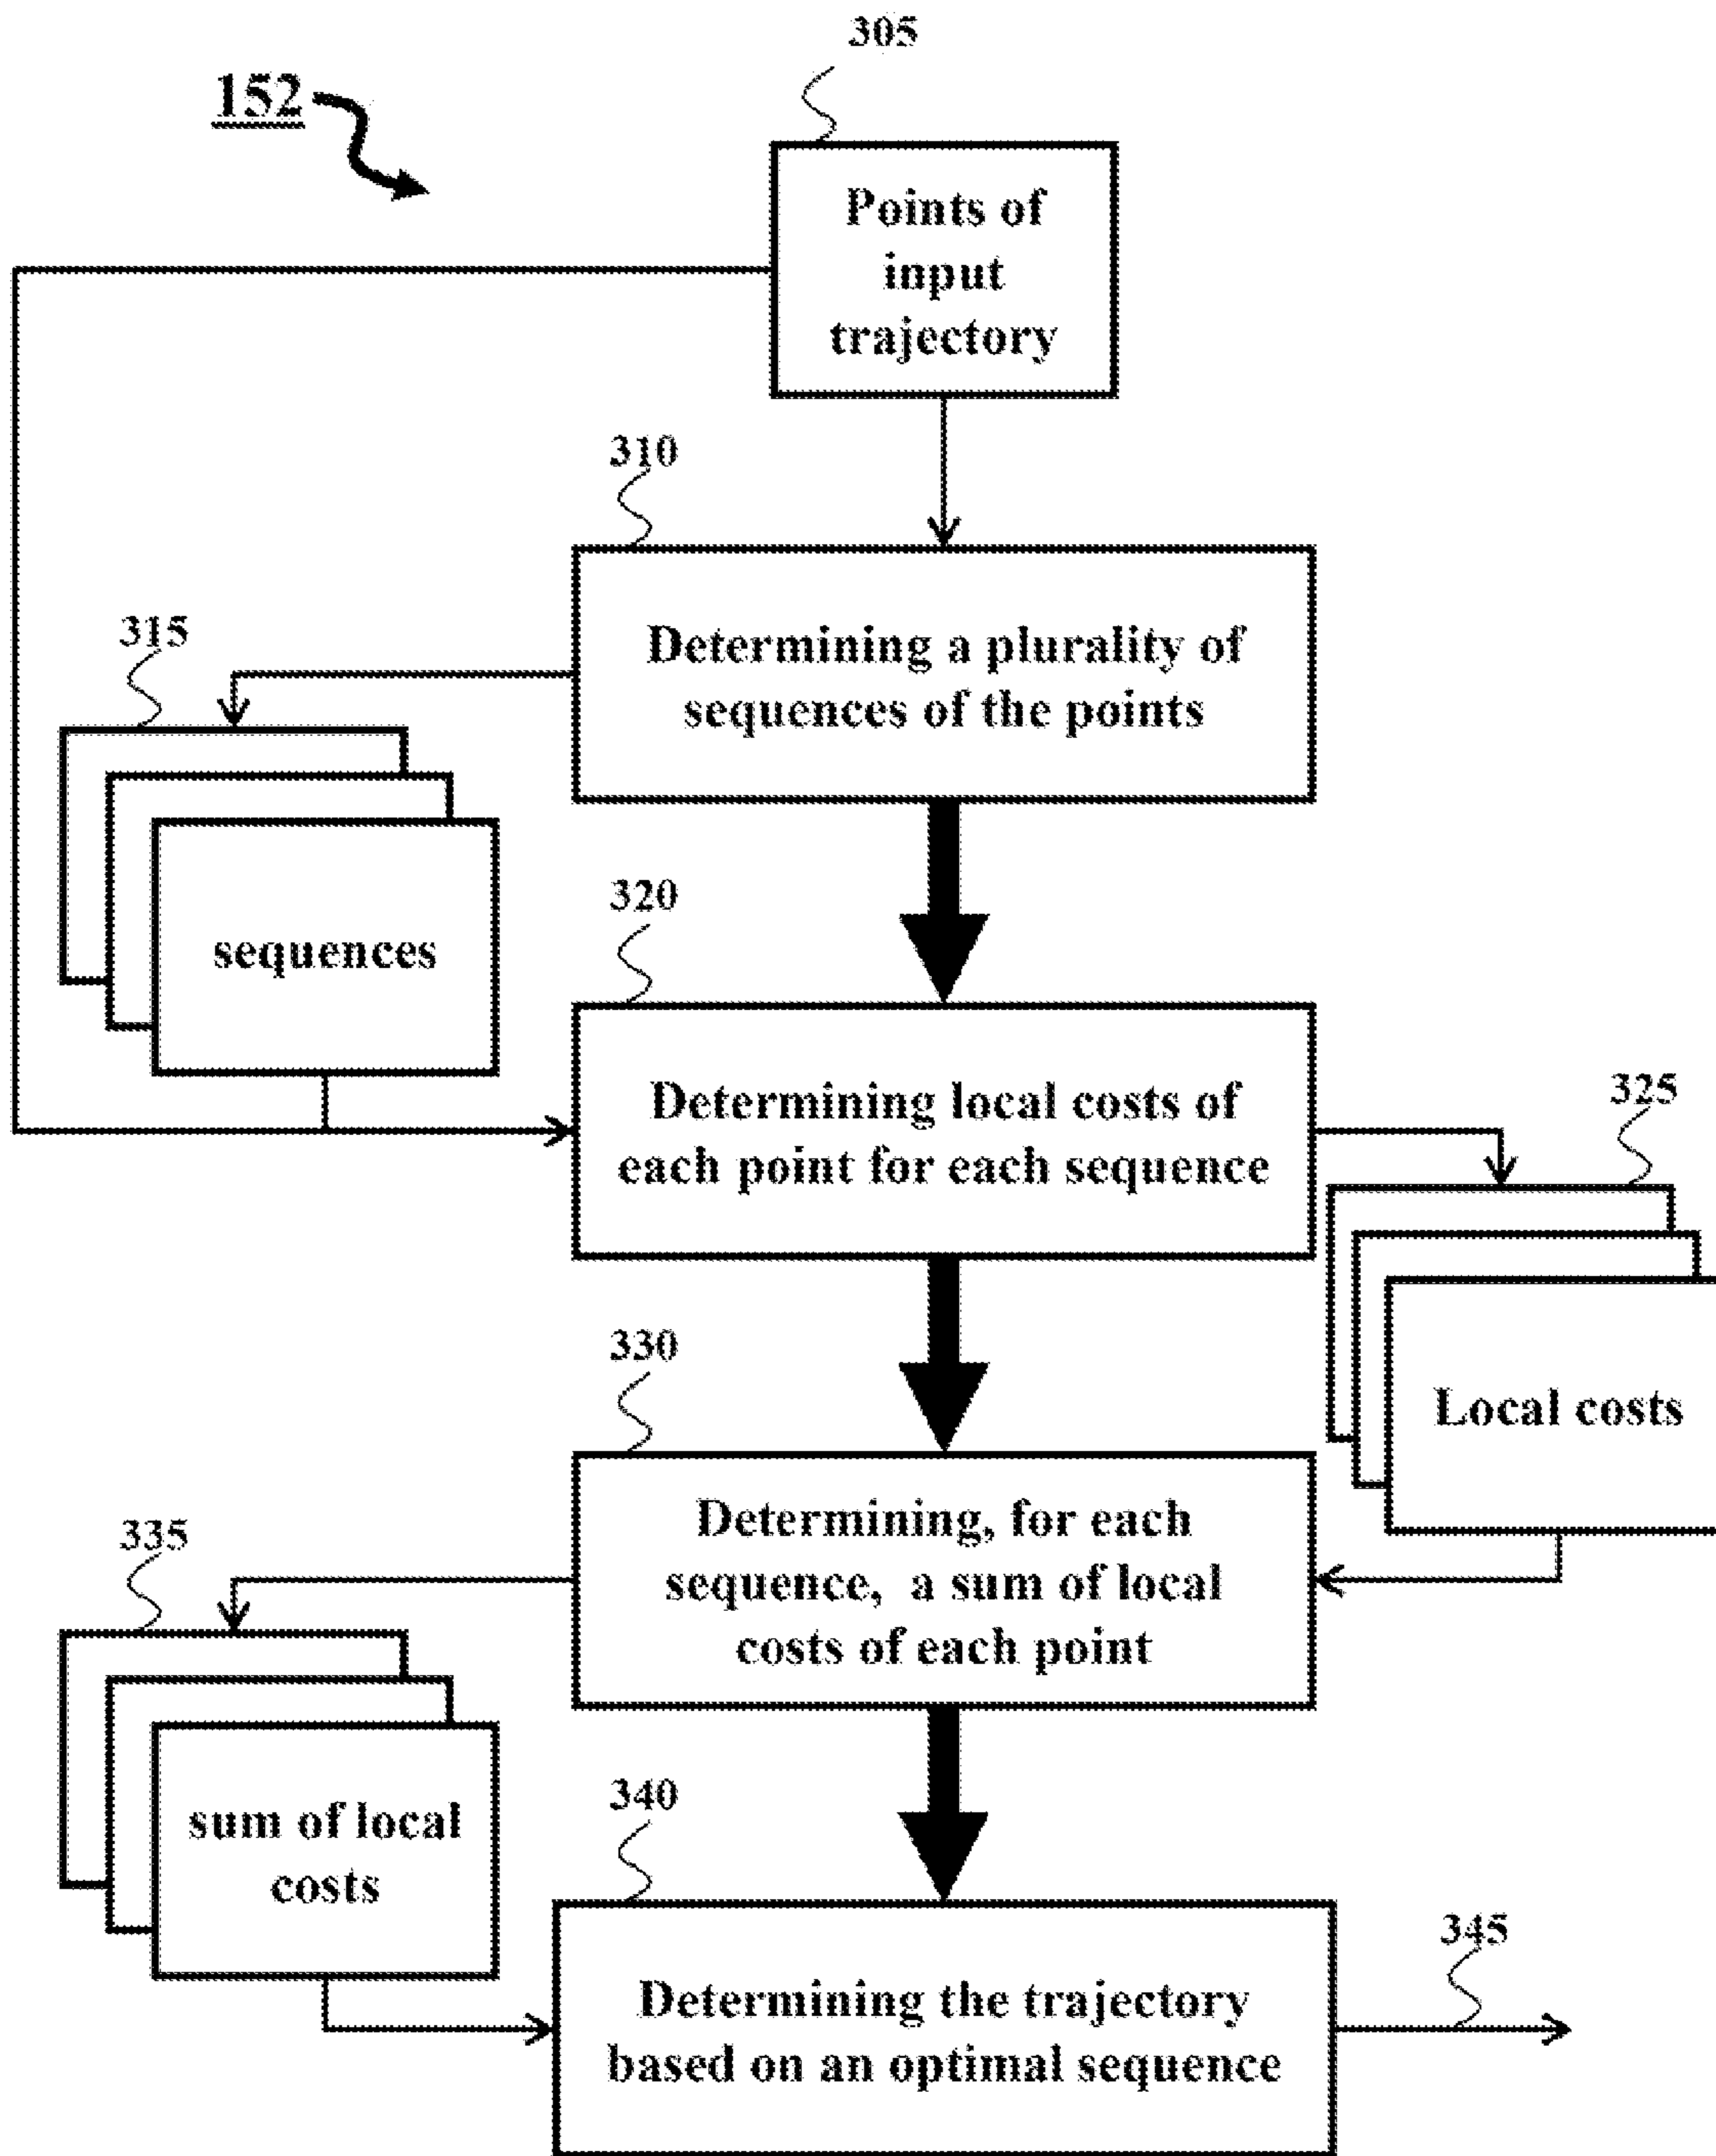 305
152
Points of
input
trajectory
310
Determining a plurality of
sequences of the points
315
sequences
320
Determining local costs of
each point for each sequence
325
Local costs
330
Determining, for each
sequence, a sum of local
costs of each point
335
sum of local
costs
340
Determining the trajectory
based on an optimal sequence
345